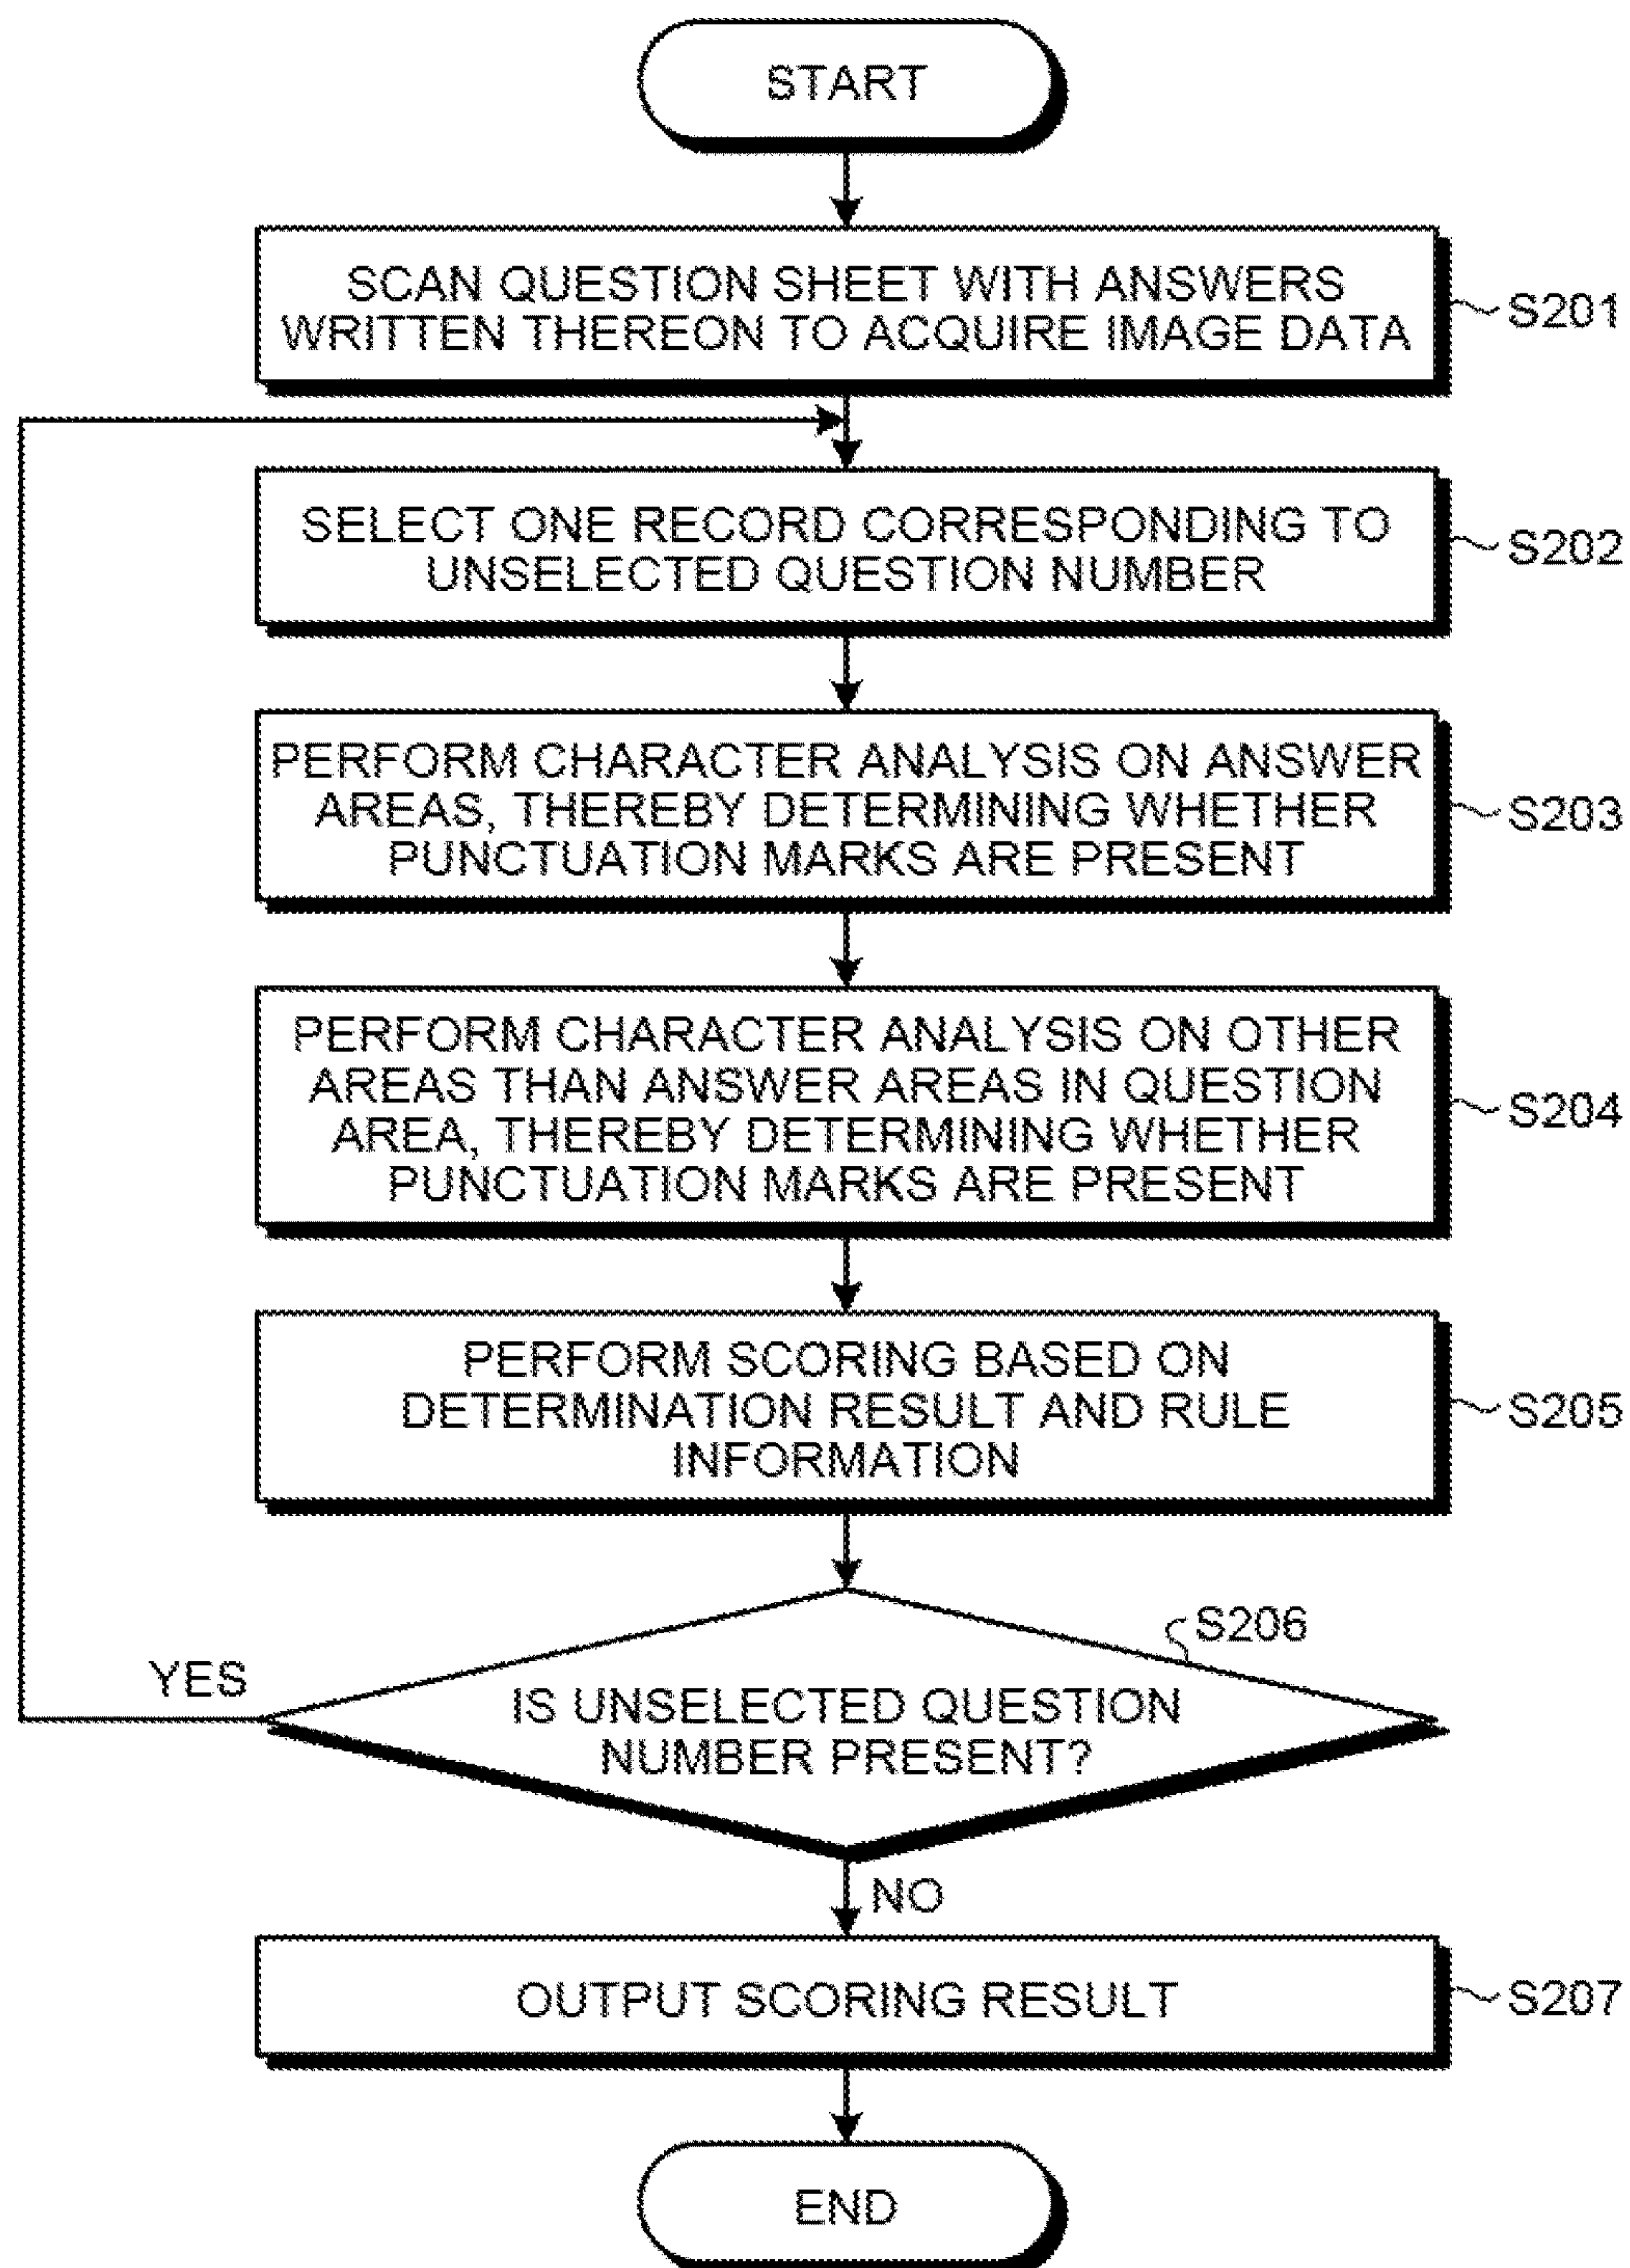 START
SCAN QUESTION SHEET WITH ANSWERS
WRITTEN THEREON TO ACQUIRE IMAGE DATA
S201
SELECT ONE RECORD CORRESPONDING TO
UNSELECTED QUESTION NUMBER
S202
PERFORM CHARACTER ANALYSIS ON ANSWER
AREAS, THEREBY DETERMINING WHETHER
PUNCTUATION MARKS ARE PRESENT
S203
PERFORM CHARACTER ANALYSIS ON OTHER
AREAS THAN ANSWER AREAS IN QUESTION
AREA, THEREBY DETERMINING WHETHER
PUNCTUATION MARKS ARE PRESENT
S204
PERFORM SCORING BASED ON
DETERMINATION RESULT AND RULE
INFORMATION
S205
S206
YES
IS UNSELECTED QUESTION
NUMBER PRESENT?
NO
OUTPUT SCORING RESULT
S207
END